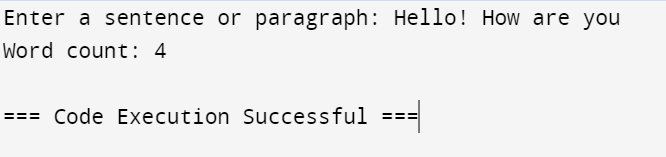 Enter a sentence or paragraph: Hello! How are you
Word count: 4
=== Code Execution Successful ===